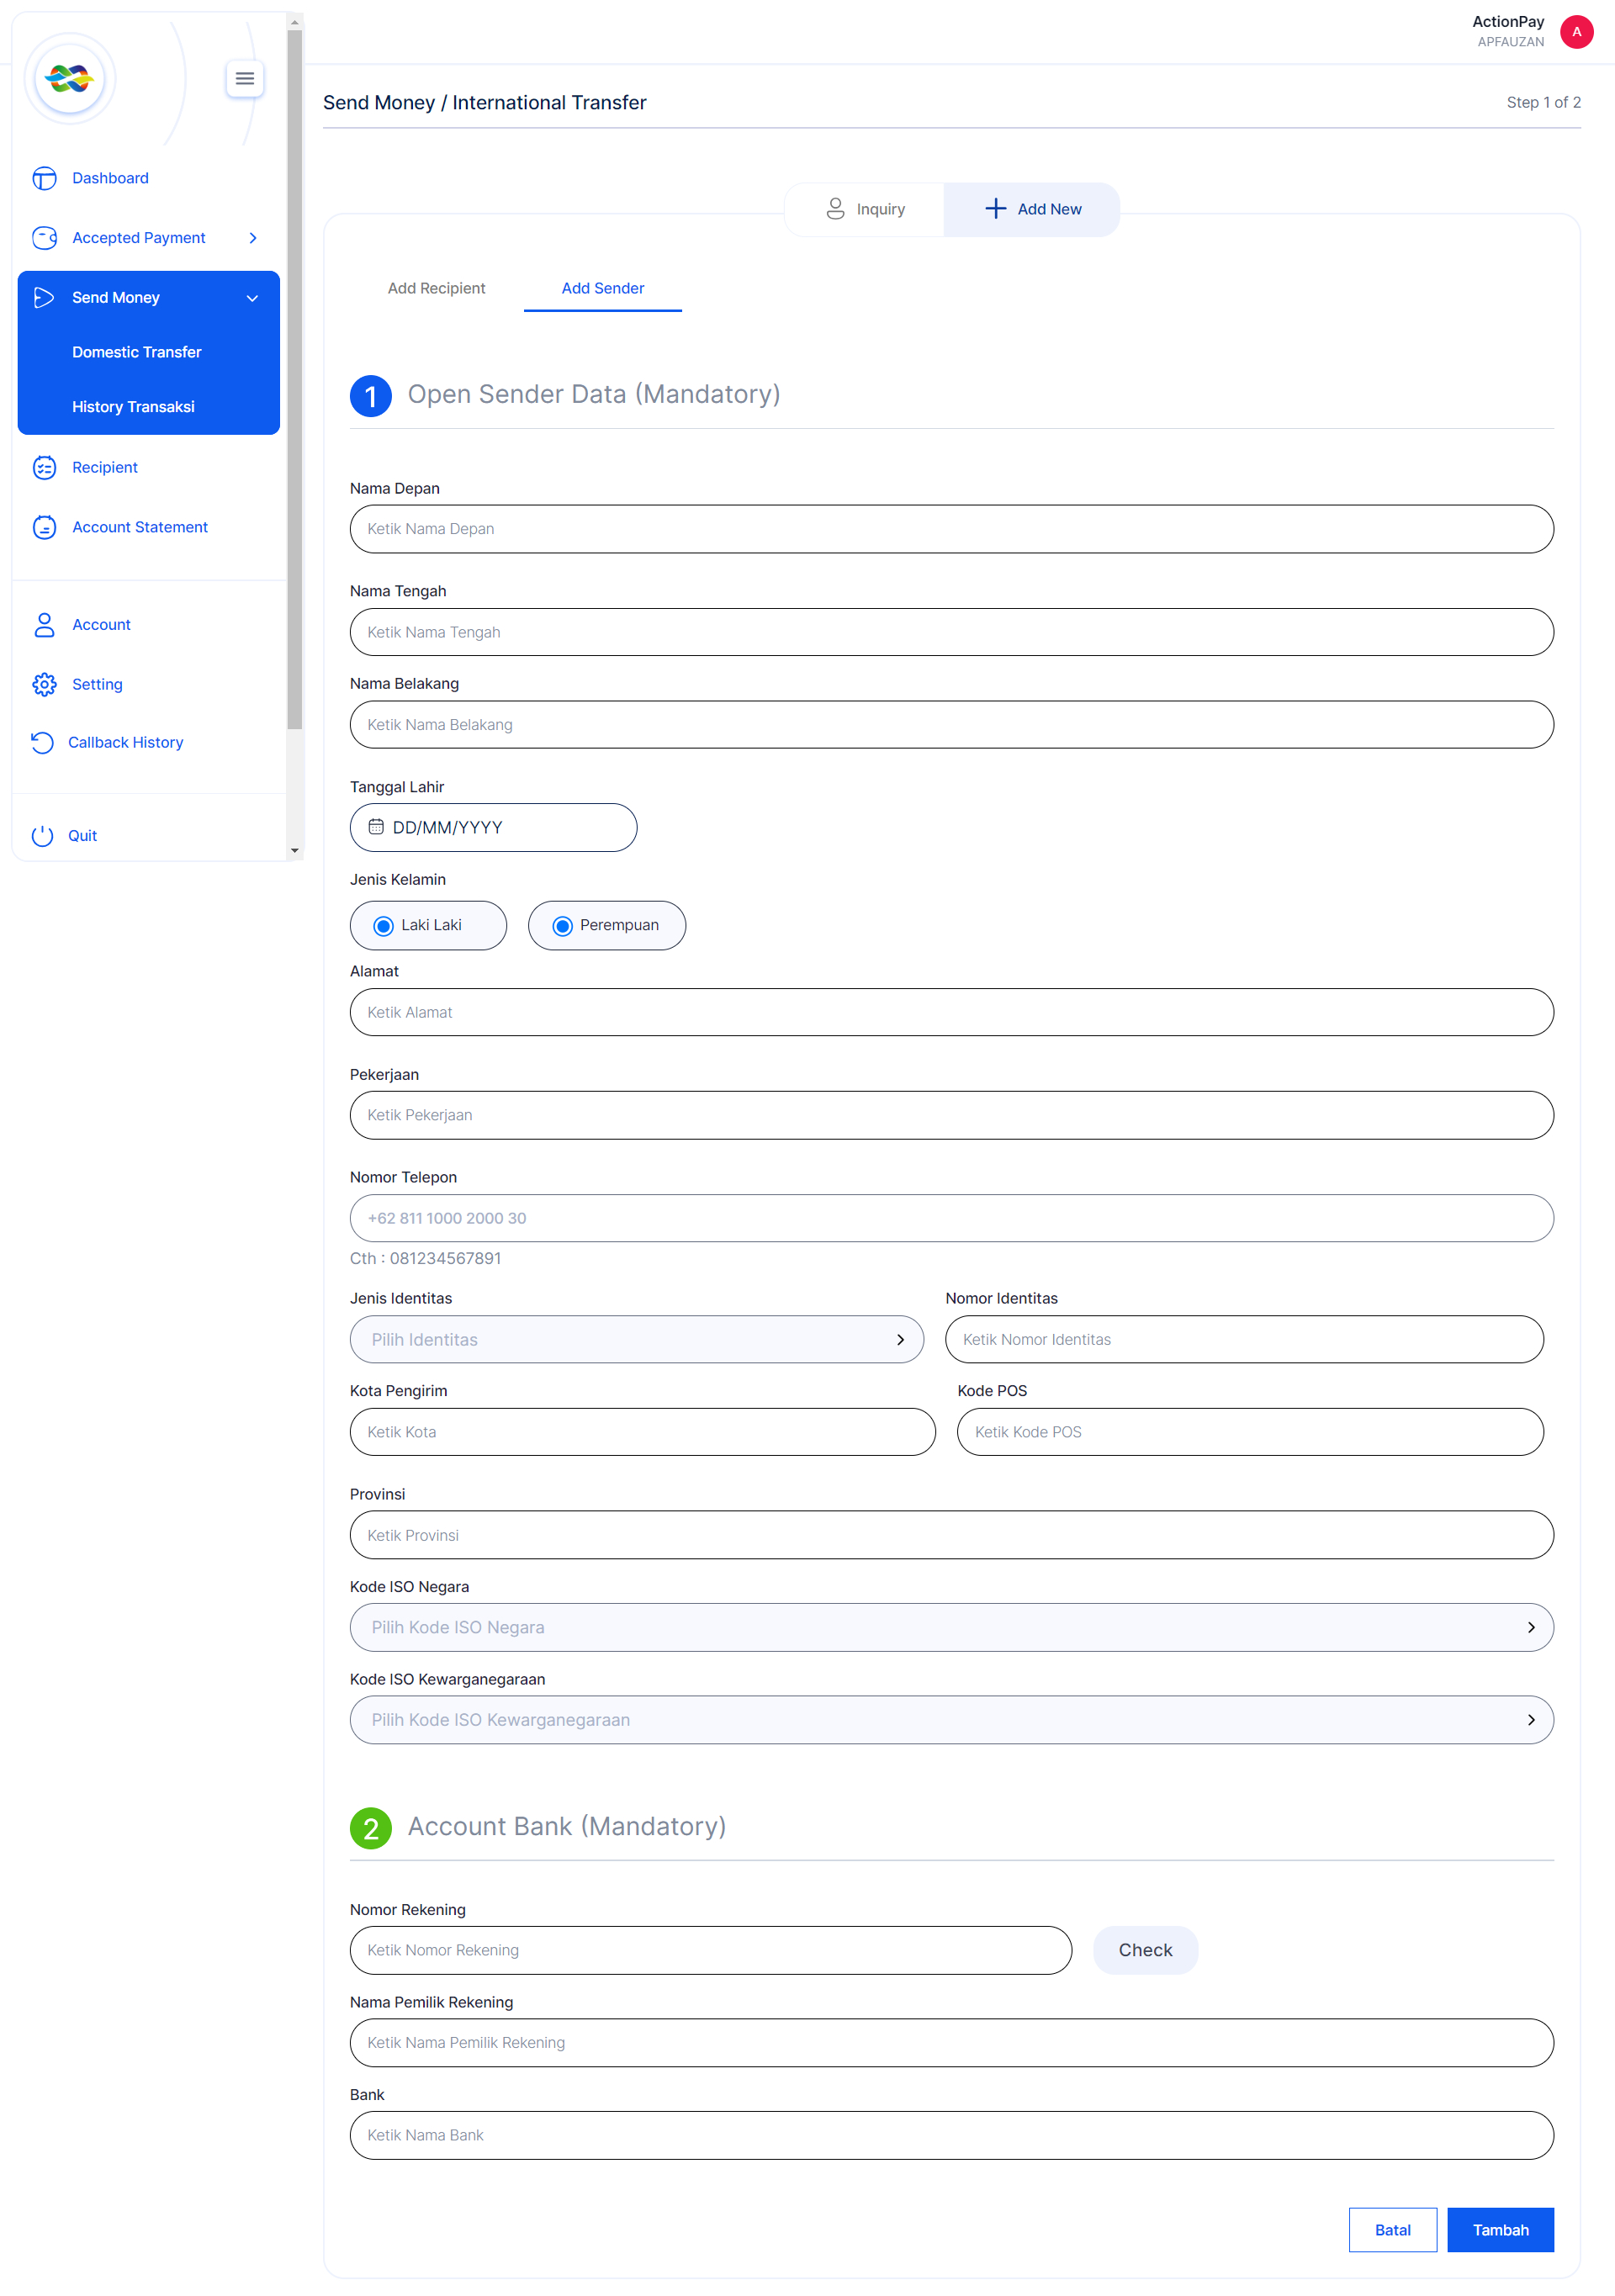 ActionPay
APFAUZAN
A
Send Money / International Transfer
Step 1 of 2
Dashboard
Accepted Payment
Send Money
Domestic Transfer
History Transaksi
Recipient
Account Statement
Account
Setting
Callback History
Quit
Inquiry
Add New
Add Recipient
Add Sender
1 Open Sender Data (Mandatory)
Nama Depan
Ketik Nama Depan
Nama Tengah
Ketik Nama Tengah
Nama Belakang
Ketik Nama Belakang
Tanggal Lahir
DD/MM/YYYY
Jenis Kelamin
Laki Laki
Perempuan
Alamat
Ketik Alamat
Pekerjaan
Ketik Pekerjaan
Nomor Telepon
+62 811 1000 2000 30
Cth : 081234567891
Jenis Identitas
Pilih Identitas
Nomor Identitas
Ketik Nomor Identitas
Kota Pengirim
Ketik Kota
Kode POS
Ketik Kode POS
Provinsi
Ketik Provinsi
Kode ISO Negara
Pilih Kode ISO Negara
Kode ISO Kewarganegaraan
Pilih Kode ISO Kewarganegaraan
2 Account Bank (Mandatory)
Nomor Rekening
Ketik Nomor Rekening
Check
Nama Pemilik Rekening
Ketik Nama Pemilik Rekening
Bank
Ketik Nama Bank
Batal
Tambah